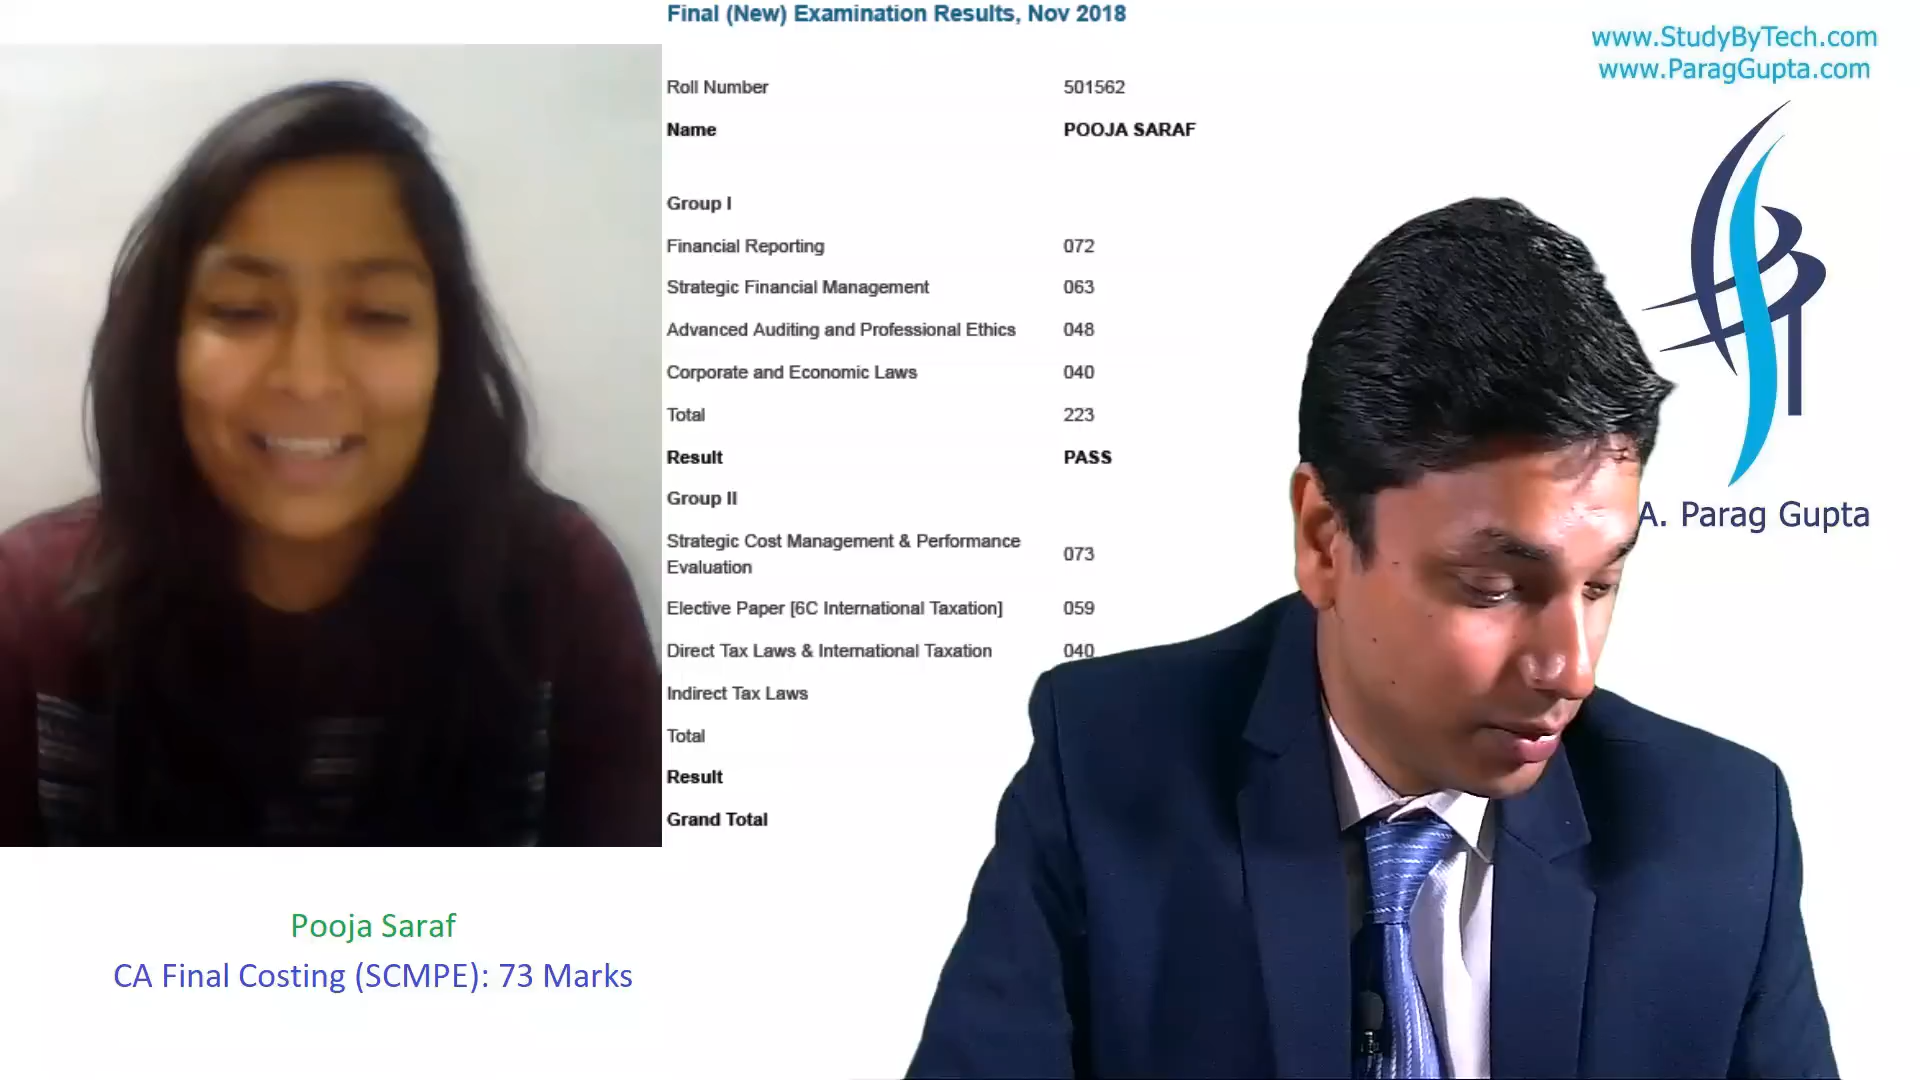 Final (New) Examination Results, Nov 2018
www.StudyByTech.com
www.ParagGupta.com
Roll Number 501562
Name POOJA SARAF
Group I
Financial Reporting 072
Strategic Financial Management 063
Advanced Auditing and Professional Ethics 048
Corporate and Economic Laws 040
Total 223
Result PASS
Group II
Strategic Cost Management & Performance
Evaluation 073
Elective Paper [6C International Taxation] 059
Direct Tax Laws & International Taxation 040
Indirect Tax Laws
Total
Result
Grand Total
A. Parag Gupta
Pooja Saraf
CA Final Costing (SCMPE): 73 Marks